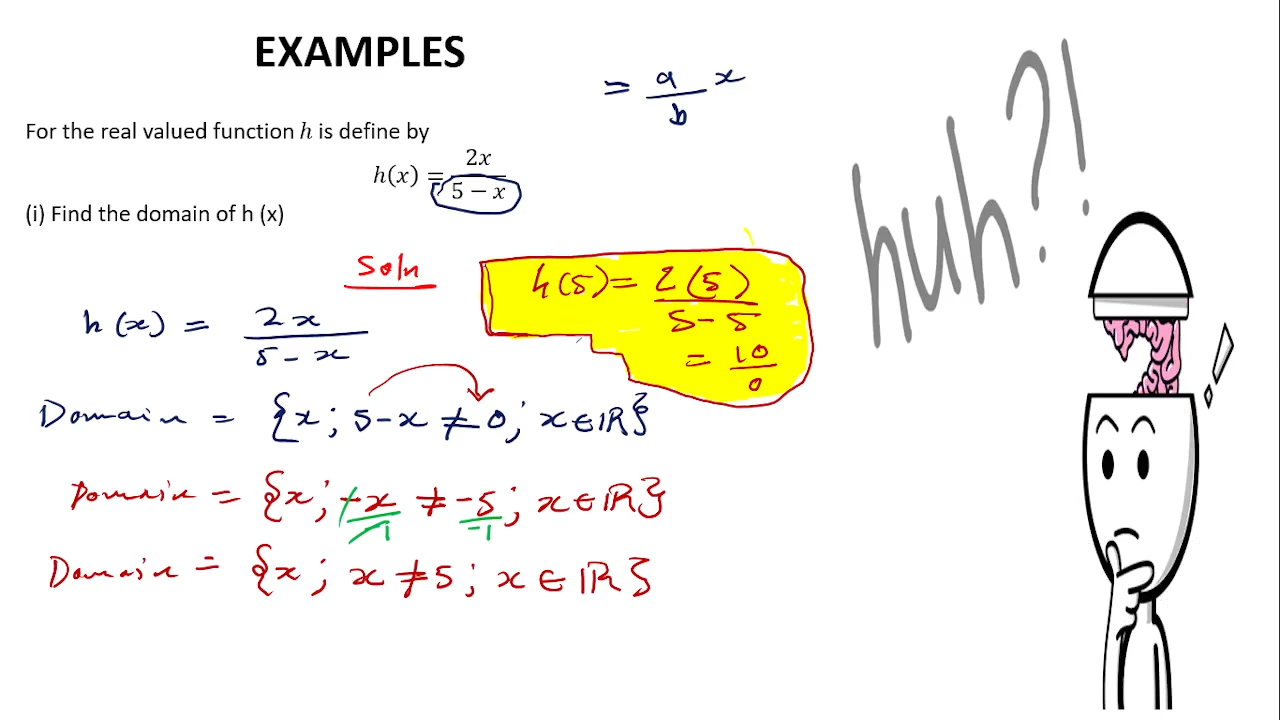 EXAMPLES
= a/b x
For the real valued function h is define by
h(x) = 2x/(5 − x)
(i) Find the domain of h (x)
Soln
h(5) = 2(5)/(5-5)
= 10/0
h(x) = 2x/(5-x)
Domain = {x; 5-x ≠ 0; x∈ℝ}
Domain = {x; -x/-1 ≠ -5/-1; x∈ℝ}
Domain = {x; x≠5; x∈ℝ}
huh?!